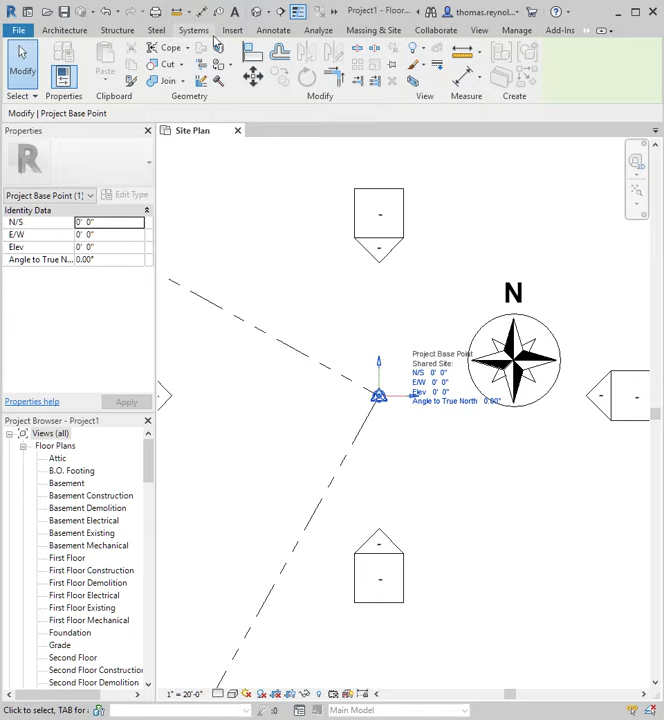 Project1 - Floor...
thomas.reynol...
File Architecture Structure Steel Systems Insert Annotate Analyze Massing & Site Collaborate View Manage Add-Ins
Modify
Paste
Cope
Cut
Join
Select Properties Clipboard Geometry Modify View Measure Create
Modify | Project Base Point
Properties
Site Plan
Project Base Point (1)
Edit Type
Identity Data
N/S 0' 0"
E/W 0' 0"
Elev 0' 0"
Angle to True N... 0.00°
Properties help
Apply
Project Browser - Project1
Views (all)
Floor Plans
Attic
B.O. Footing
Basement
Basement Construction
Basement Demolition
Basement Electrical
Basement Existing
Basement Mechanical
First Floor
First Floor Construction
First Floor Demolition
First Floor Electrical
First Floor Existing
First Floor Mechanical
Foundation
Grade
Second Floor
Second Floor Constructio
Second Floor Demolition
N
Project Base Point
Shared Site:
N/S 0' 0"
E/W 0' 0"
Elev 0' 0"
Angle to True North 0.00°
1" = 20'-0"
Click to select, TAB for a
:0
Main Model